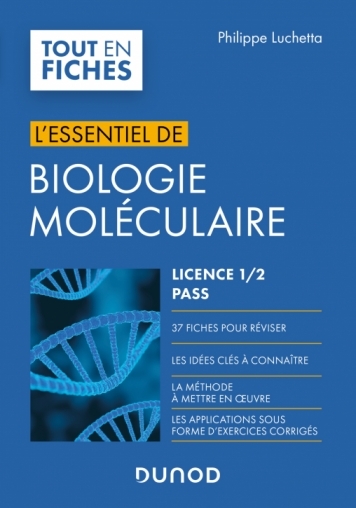 TOUT EN
FICHES
Philippe Luchetta
L'ESSENTIEL DE
BIOLOGIE
MOLÉCULAIRE
LICENCE 1/2
PASS
37 FICHES POUR RÉVISER
LES IDÉES CLÉS À CONNAÎTRE
LA MÉTHODE
À METTRE EN ŒUVRE
LES APPLICATIONS SOUS
FORME D'EXERCICES CORRIGÉS
DUNOD